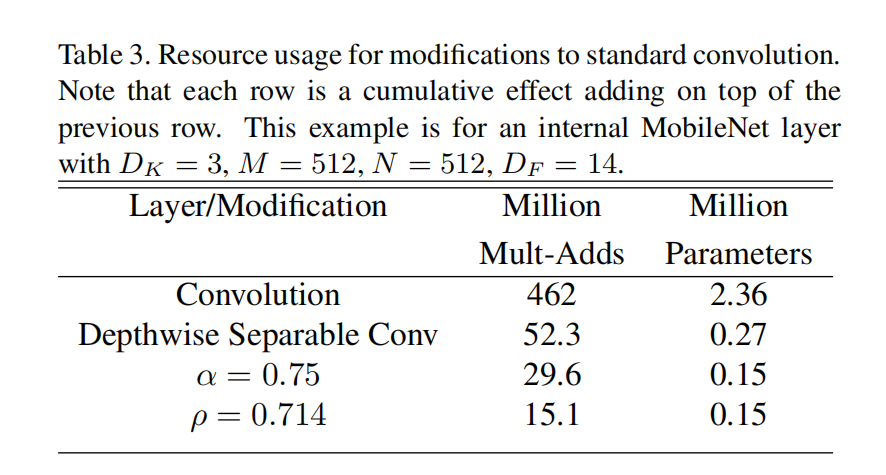 Table 3. Resource usage for modifications to standard convolution.
Note that each row is a cumulative effect adding on top of the
previous row. This example is for an internal MobileNet layer
with D_K = 3, M = 512, N = 512, D_F = 14.
Layer/Modification Million Million
Mult-Adds Parameters
Convolution 462 2.36
Depthwise Separable Conv 52.3 0.27
α = 0.75 29.6 0.15
ρ = 0.714 15.1 0.15